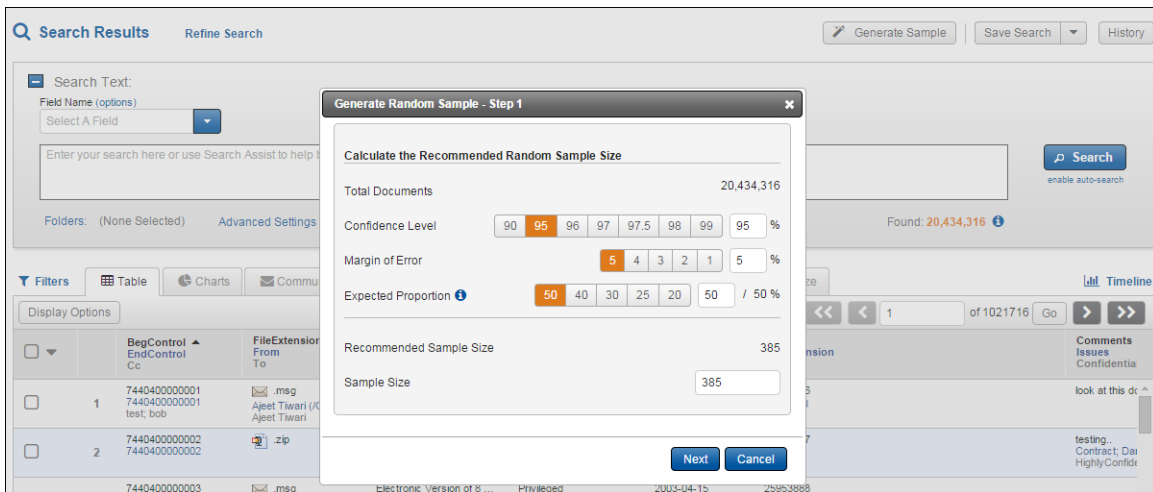 Search Results Refine Search Generate Sample Save Search History
Search Text:
Field Name (options)
Select A Field
Enter your search here or use Search Assist to help
Search
enable auto-search
Folders: (None Selected) Advanced Settings Found: 20,434,316
Generate Random Sample - Step 1
Calculate the Recommended Random Sample Size
Total Documents 20,434,316
Confidence Level 90 95 96 97 97.5 98 99 95 %
Margin of Error 5 4 3 2 1 5 %
Expected Proportion 50 40 30 25 20 50 / 50 %
Recommended Sample Size 385
Sample Size 385
Next Cancel
Filters Table Charts Timeline
Display Options 1 of 1021716 Go
BegControl FileExtension Comments
EndControl From Issues
Cc To
7440400000001 .msg look at this
1 7440400000001 Ajeet Tiwari
test; bob Ajeet Tiwari
7440400000002 .zip testing..
2 7440400000002 Contract;
7440400000003 .msg Electronic Version of 8 ... Privileged 2003-04-15 25953888